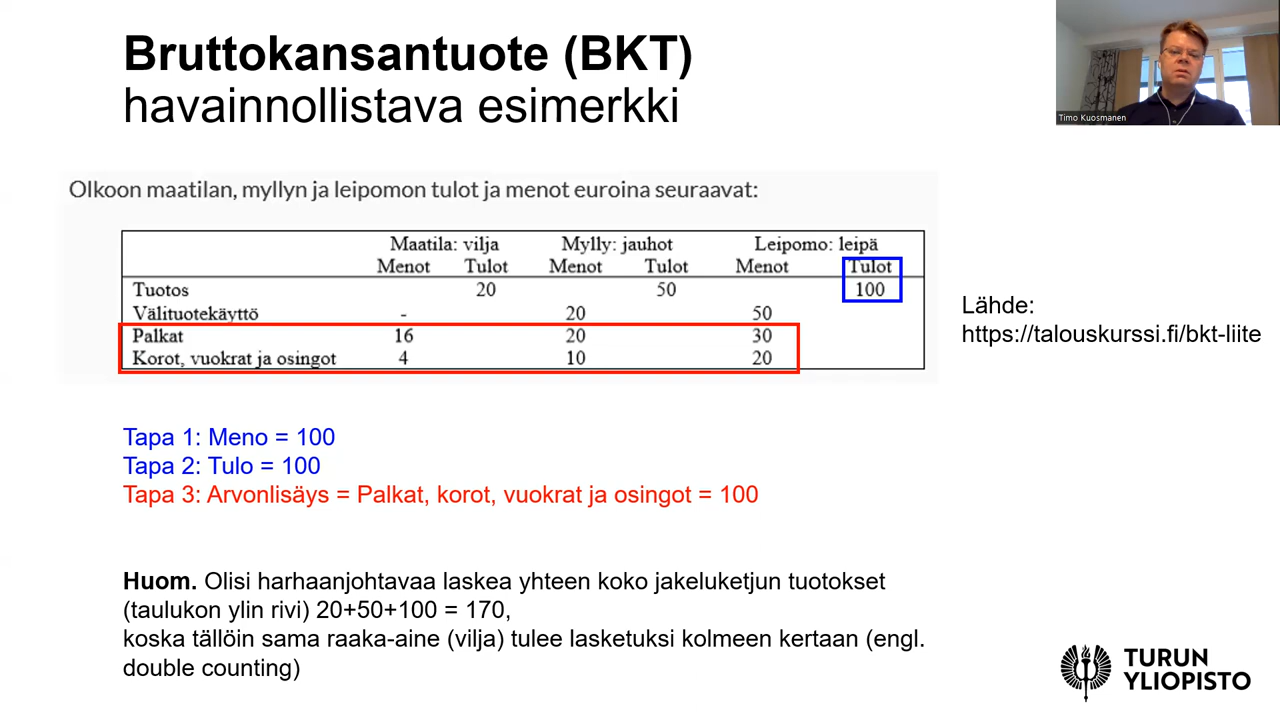 Bruttokansantuote (BKT)
havainnollistava esimerkki
Timo Kuosmanen
Olkoon maatilan, myllyn ja leipomon tulot ja menot euroina seuraavat:
Maatila: vilja Mylly: jauhot Leipomo: leipä
Menot Tulot Menot Tulot Menot Tulot
Tuotos 20 50 100
Välituotekäyttö - 20 50
Palkat 16 20 30
Korot, vuokrat ja osingot 4 10 20
Lähde:
https://talouskurssi.fi/bkt-liite
Tapa 1: Meno = 100
Tapa 2: Tulo = 100
Tapa 3: Arvonlisäys = Palkat, korot, vuokrat ja osingot = 100
Huom. Olisi harhaanjohtavaa laskea yhteen koko jakeluketjun tuotokset
(taulukon ylin rivi) 20+50+100 = 170,
koska tällöin sama raaka-aine (vilja) tulee lasketuksi kolmeen kertaan (engl.
double counting)
TURUN
YLIOPISTO